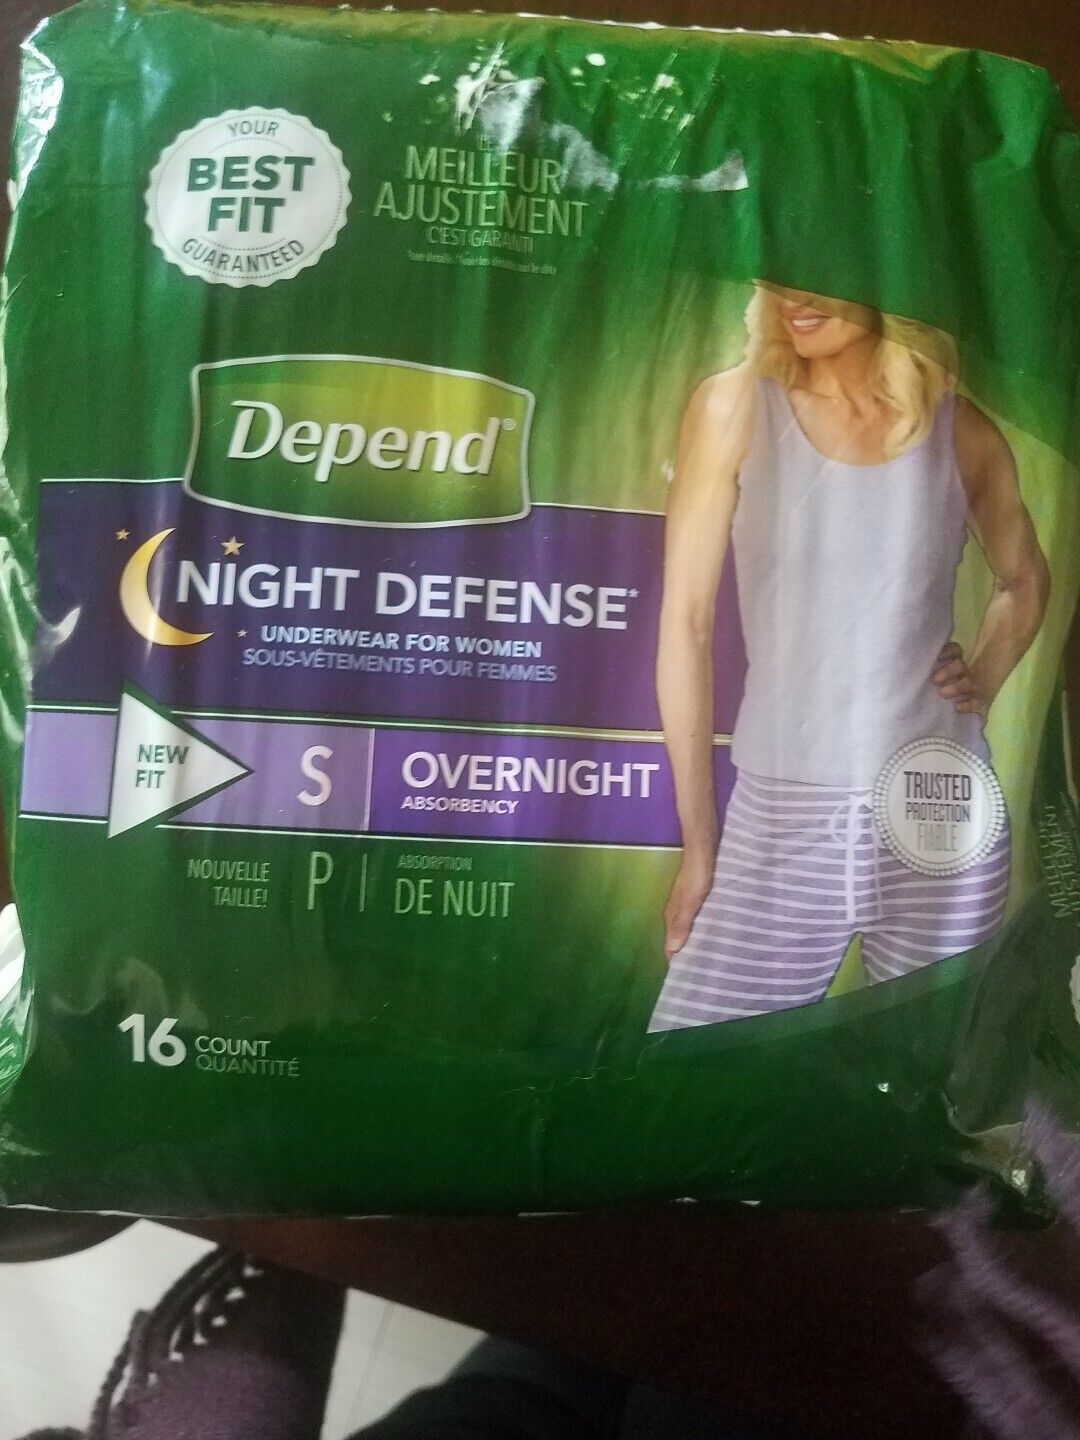 YOUR
BEST
FIT
GUARANTEED
MEILLEUR
AJUSTEMENT
C'EST GARANTI
Depend®
NIGHT DEFENSE*
UNDERWEAR FOR WOMEN
SOUS-VÊTEMENTS POUR FEMMES
NEW
FIT
S
OVERNIGHT
ABSORBENCY
NOUVELLE
TAILLE!
P
ABSORPTION
DE NUIT
TRUSTED
PROTECTION
FIABLE
16 COUNT
QUANTITÉ
MEILLEUR